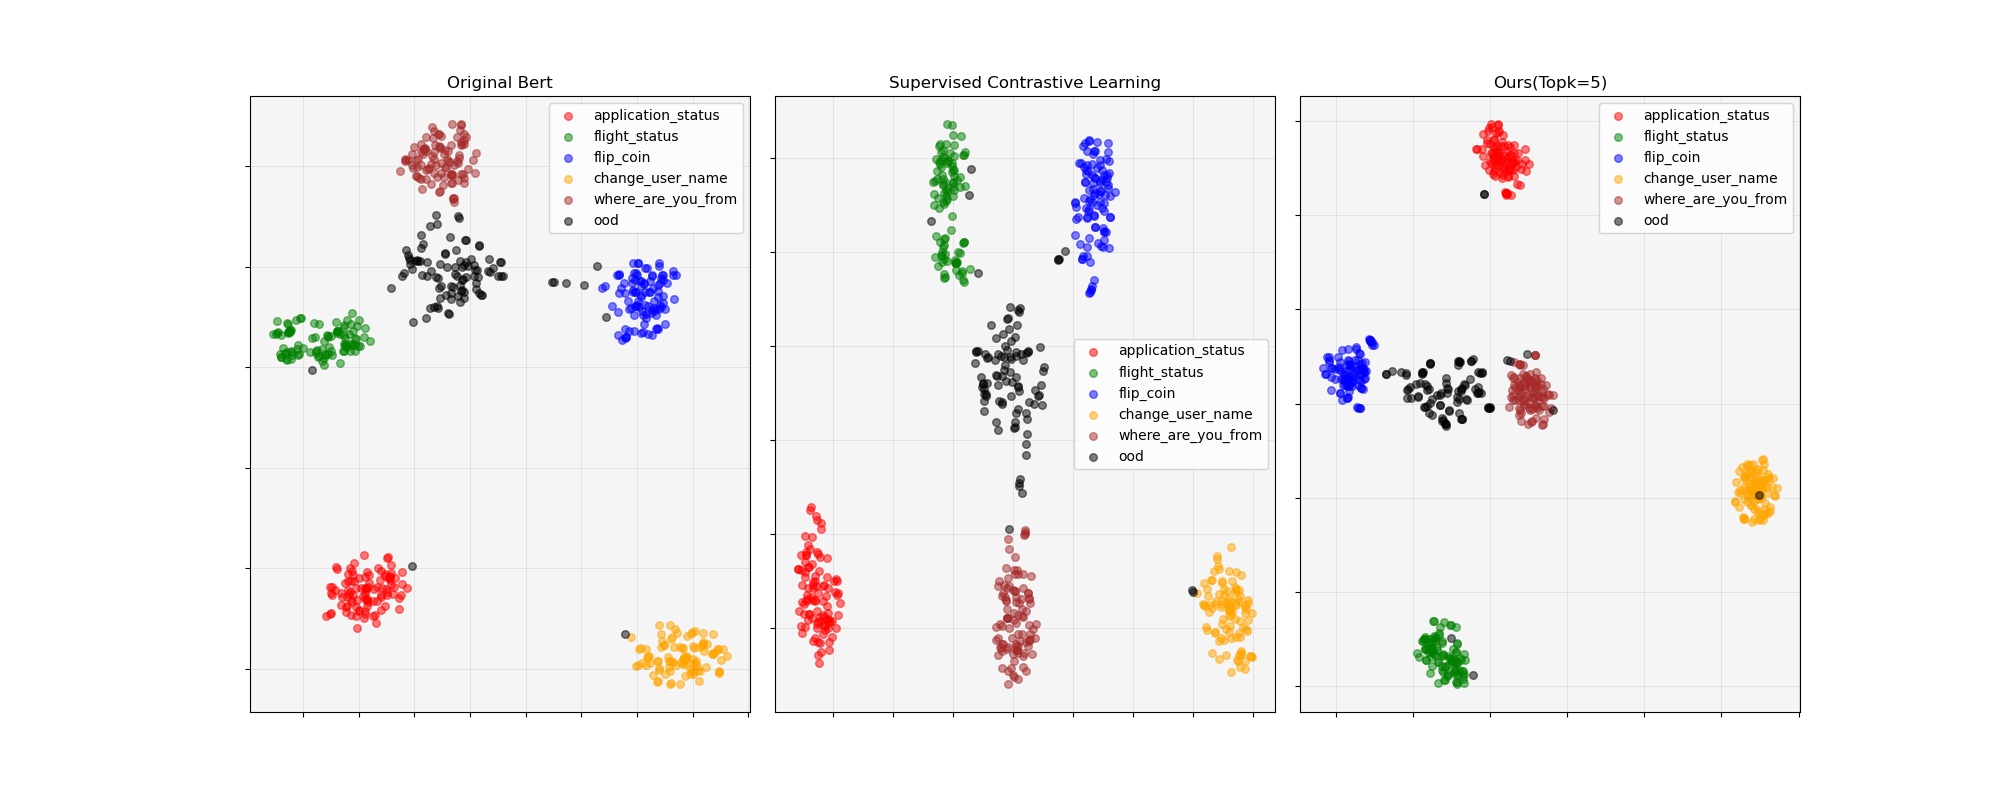 Original Bert
application_status
flight_status
flip_coin
change_user_name
where_are_you_from
ood
Supervised Contrastive Learning
application_status
flight_status
flip_coin
change_user_name
where_are_you_from
ood
Ours(Topk=5)
application_status
flight_status
flip_coin
change_user_name
where_are_you_from
ood